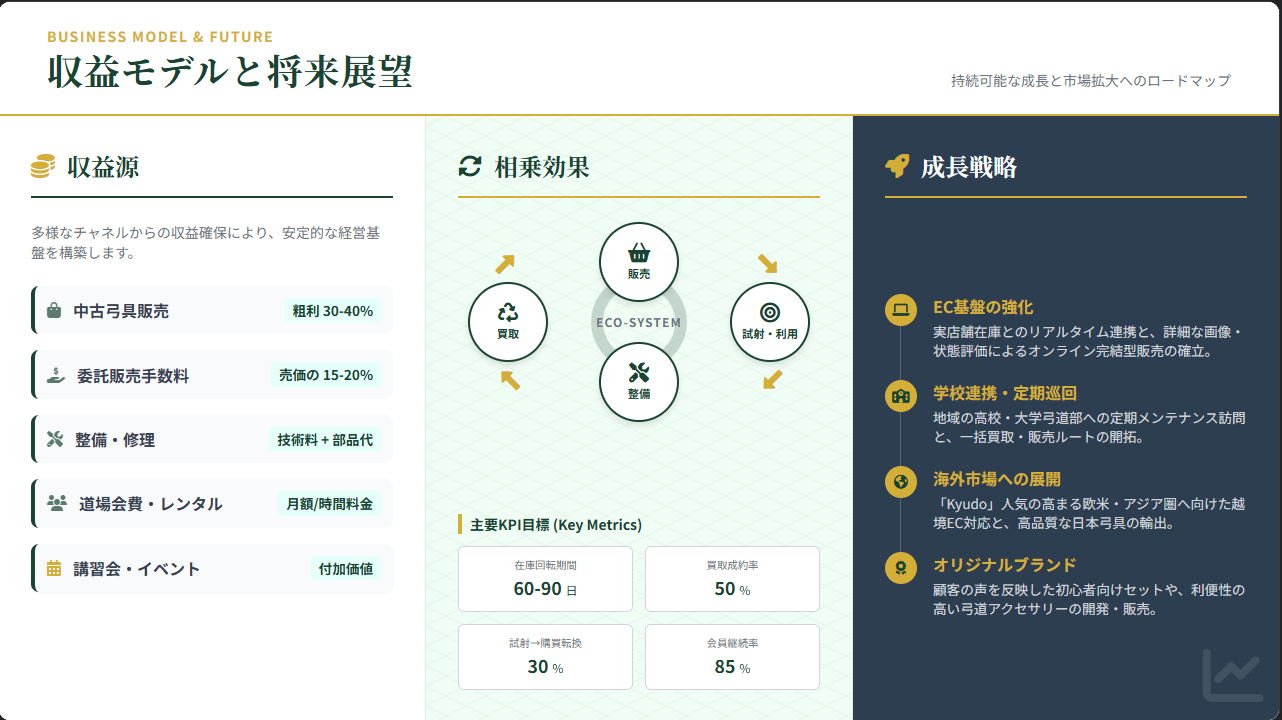 BUSINESS MODEL & FUTURE
収益モデルと将来展望
持続可能な成長と市場拡大へのロードマップ
収益源
多様なチャネルからの収益確保により、安定的な経営基
盤を構築します。
中古弓具販売
粗利 30-40%
委託販売手数料
売価の 15-20%
整備・修理
技術料 + 部品代
道場会費・レンタル
月額/時間料金
講習会・イベント
付加価値
相乗効果
販売
買取
ECO-SYSTEM
試射・利用
整備
主要KPI目標 (Key Metrics)
在庫回転期間
60-90 日
買取成約率
50 %
試射→購買転換
30 %
会員継続率
85 %
成長戦略
EC基盤の強化
実店舗在庫とのリアルタイム連携と、詳細な画像・
状態評価によるオンライン完結型販売の確立。
学校連携・定期巡回
地域の高校・大学弓道部への定期メンテナンス訪問
と、一括買取・販売ルートの開拓。
海外市場への展開
「Kyudo」人気の高まる欧米・アジア圏へ向けた越
境EC対応と、高品質な日本弓具の輸出。
オリジナルブランド
顧客の声を反映した初心者向けセットや、利便性の
高い弓道アクセサリーの開発・販売。